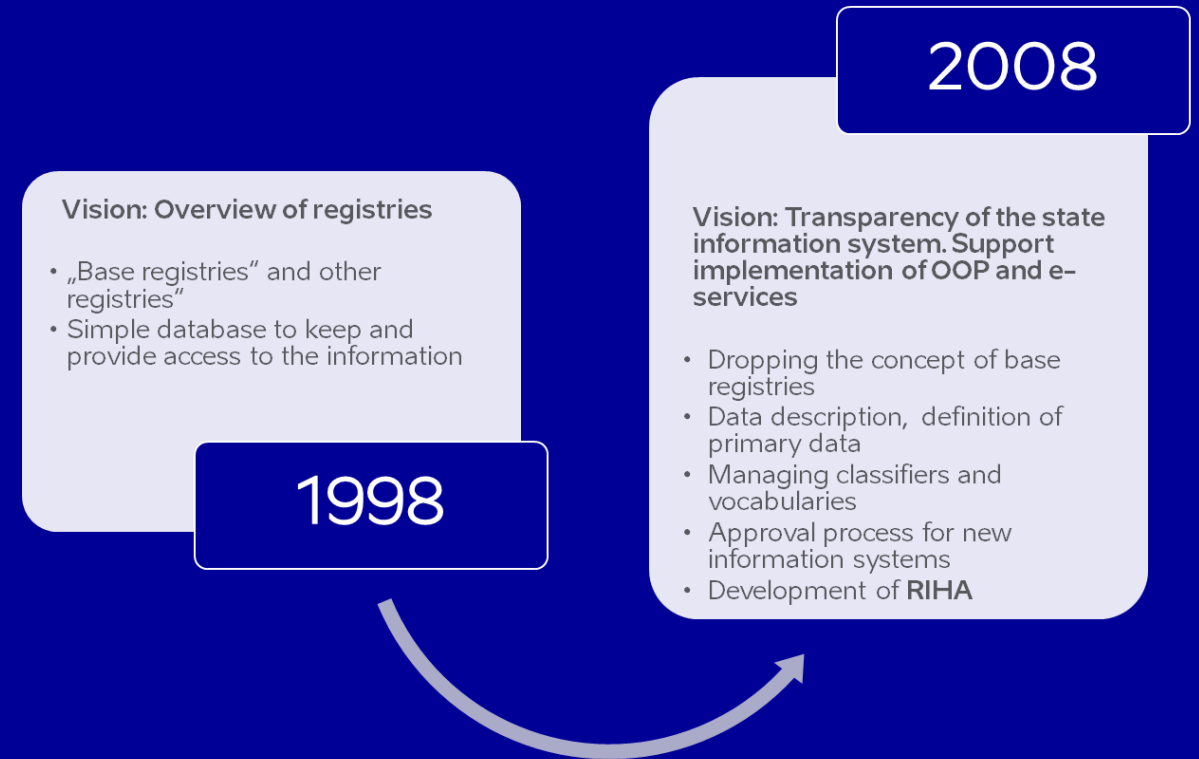 2008
Vision: Overview of registries
• „Base registries“ and other
registries“
• Simple database to keep and
provide access to the information
1998
Vision: Transparency of the state
information system. Support
implementation of OOP and e-
services
• Dropping the concept of base
registries
• Data description, definition of
primary data
• Managing classifiers and
vocabularies
• Approval process for new
information systems
• Development of RIHA